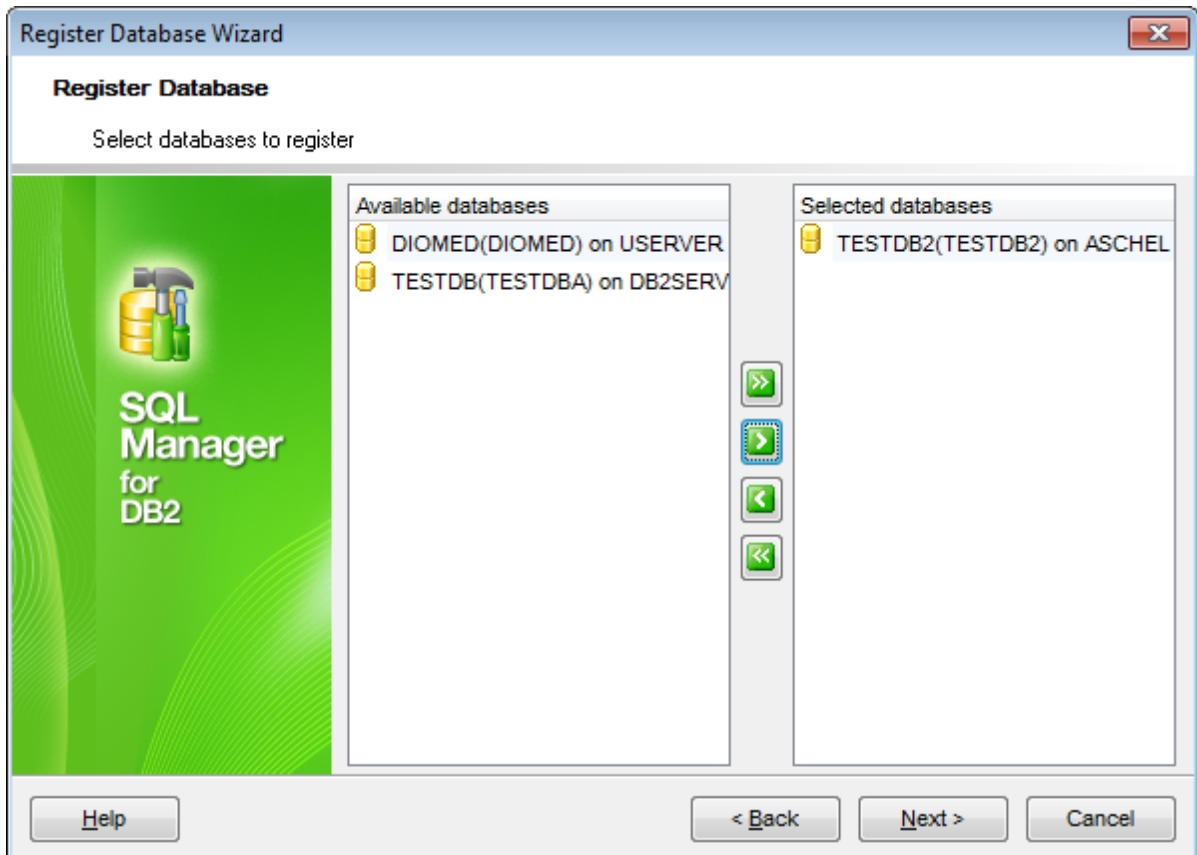 Register Database Wizard
Register Database
Select databases to register
SQL
Manager
for
DB2
Available databases
DIOMED(DIOMED) on USERVER
TESTDB(TESTDBA) on DB2SERV
Selected databases
TESTDB2(TESTDB2) on ASCHEL
Help
< Back
Next >
Cancel